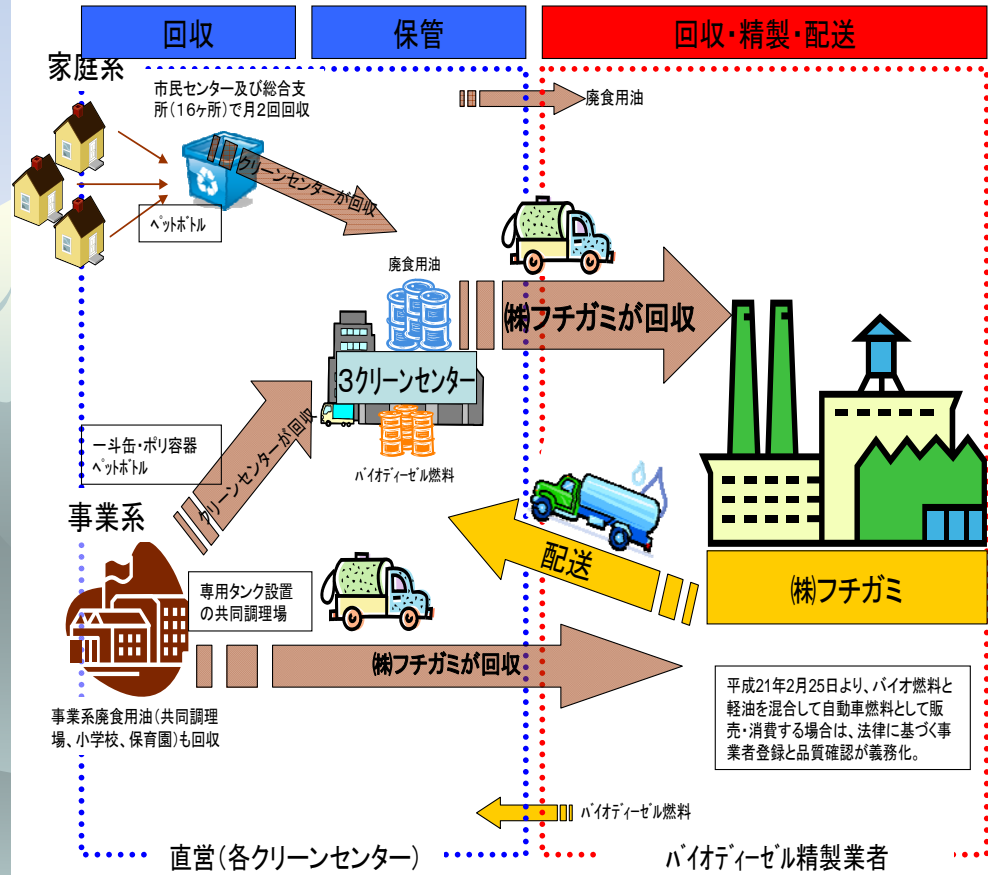 回収
保管
回収・精製・配送
家庭系
市民センター及び総合支
所(16ヶ所)で月2回回収
廃食用油
クリーンセンターが回収
ペットボトル
廃食用油
㈱フチガミが回収
3クリーンセンター
一斗缶・ポリ容器
ペットボトル
クリーンセンターが回収
バイオディーゼル燃料
事業系
配送
㈱フチガミ
専用タンク設置
の共同調理場
㈱フチガミが回収
事業系廃食用油(共同調理
場、小学校、保育園)も回収
平成21年2月25日より、バイオ燃料と
軽油を混合して自動車燃料として販
売・消費する場合は、法律に基づく事
業者登録と品質確認が義務化。
バイオディーゼル燃料
直営(各クリーンセンター)
バイオディーゼル精製業者